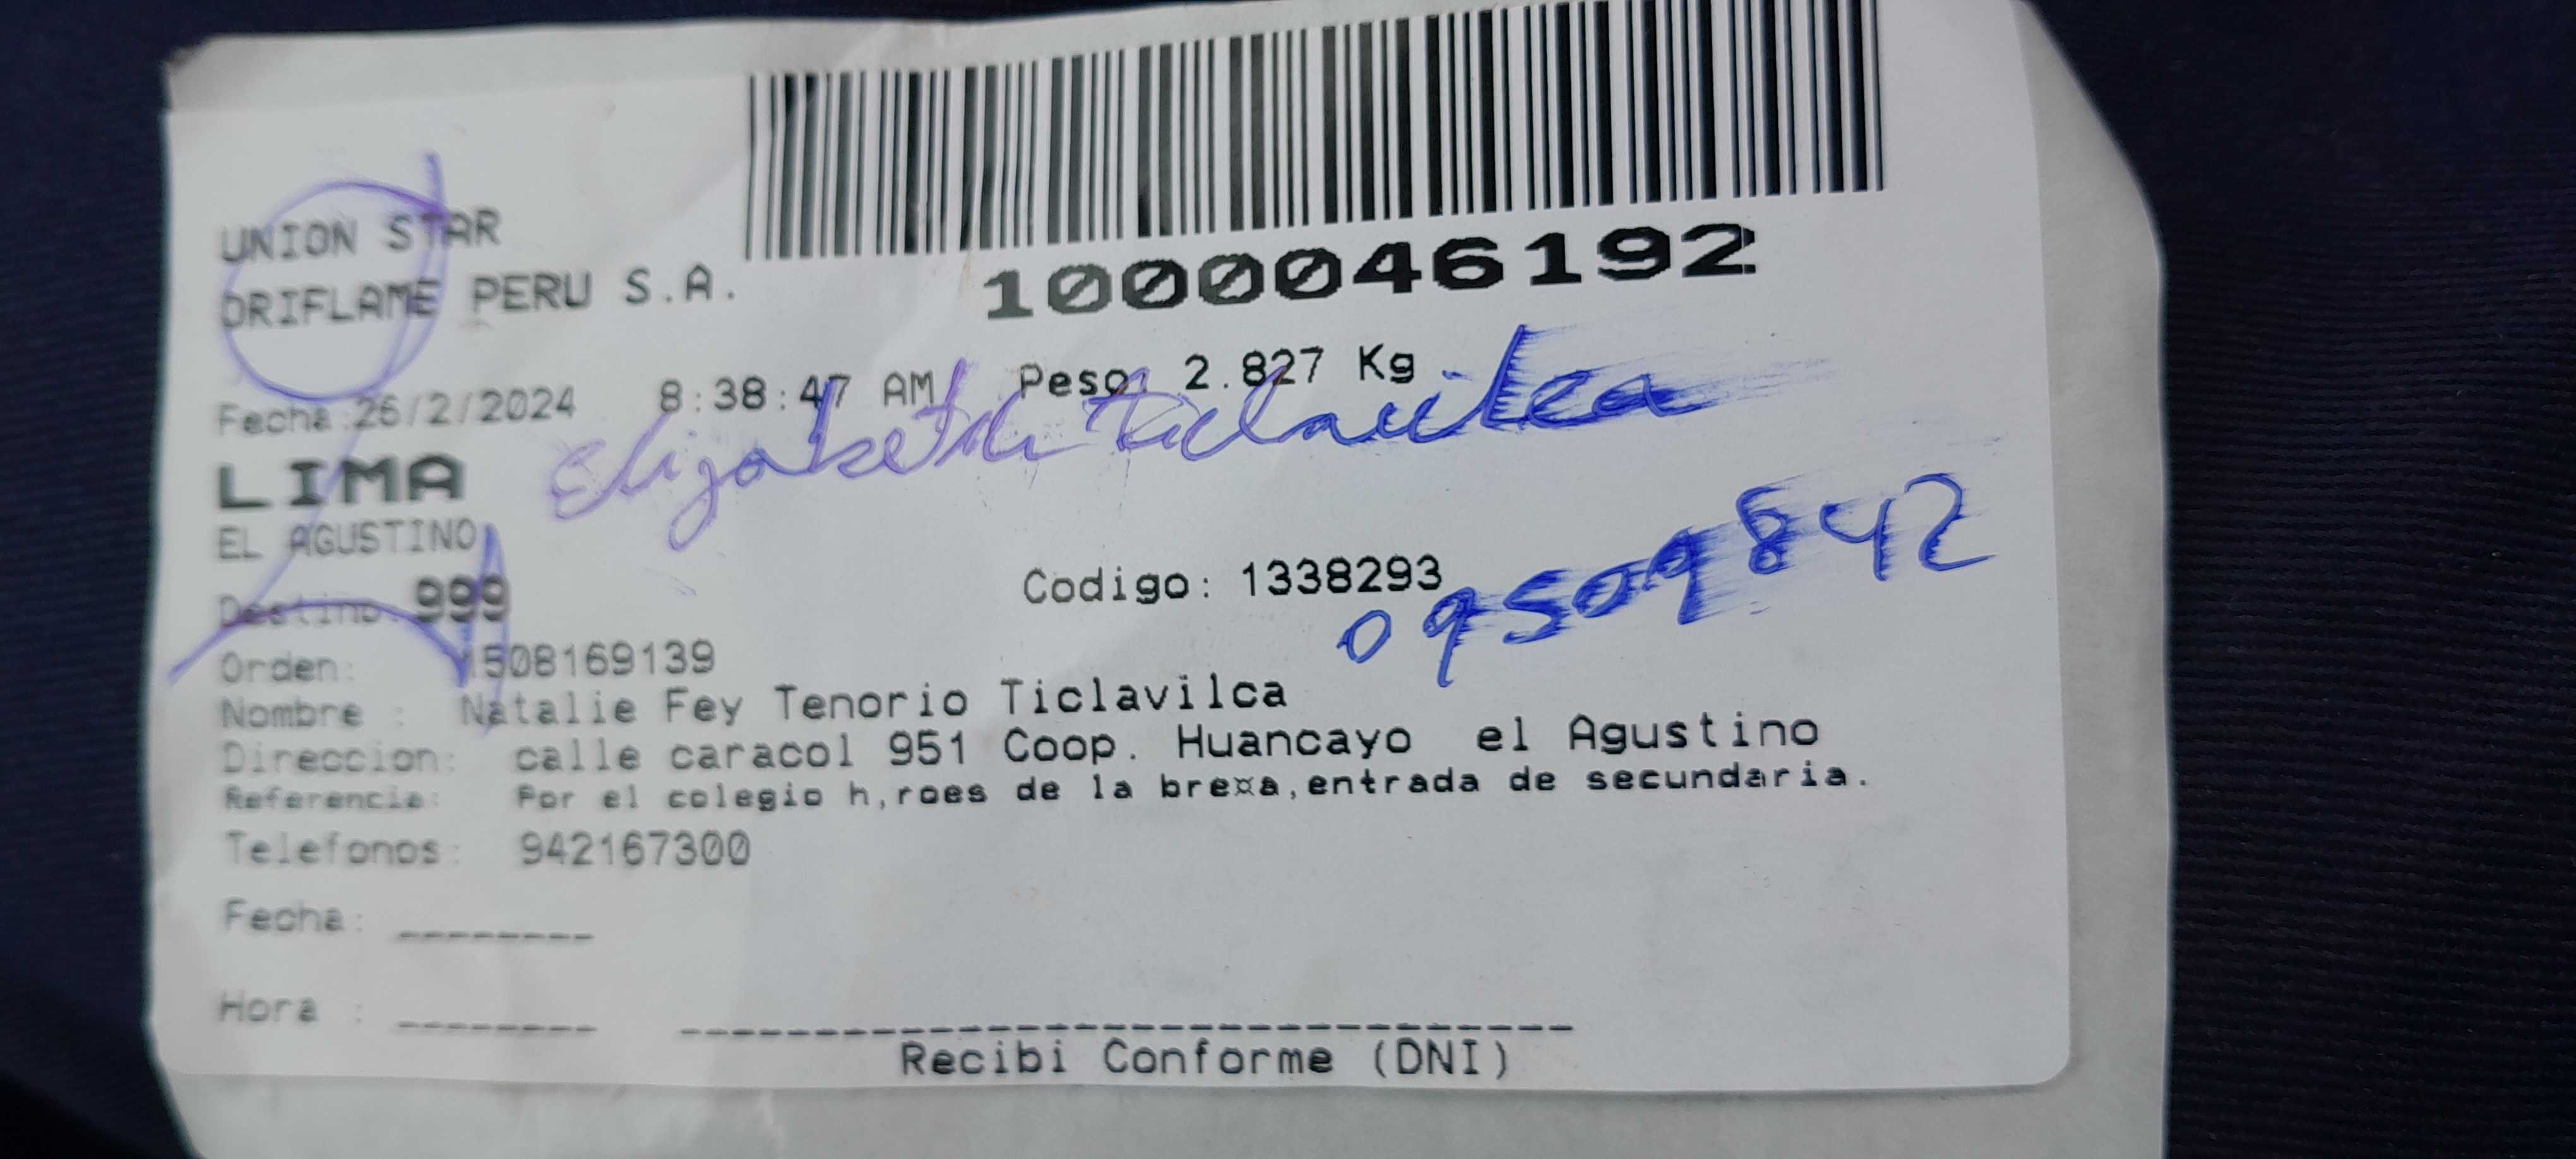 1000046192
UNION STAR
ORIFLAME PERU S.A.
Fecha:26/2/2024 8:38:47 AM Peso: 2.827 Kg
Elizabeth Ticlavilca
LIMA
EL AGUSTINO
Destino: 999 Codigo: 1338293
09509842
Orden: 1508169139
Nombre : Natalie Fey Tenorio Ticlavilca
Direccion: calle caracol 951 Coop. Huancayo el Agustino
Referencia: Por el colegio h,roes de la bre¤a,entrada de secundaria.
Telefonos: 942167300
Fecha: ________
Hora : ________
Recibi Conforme (DNI)